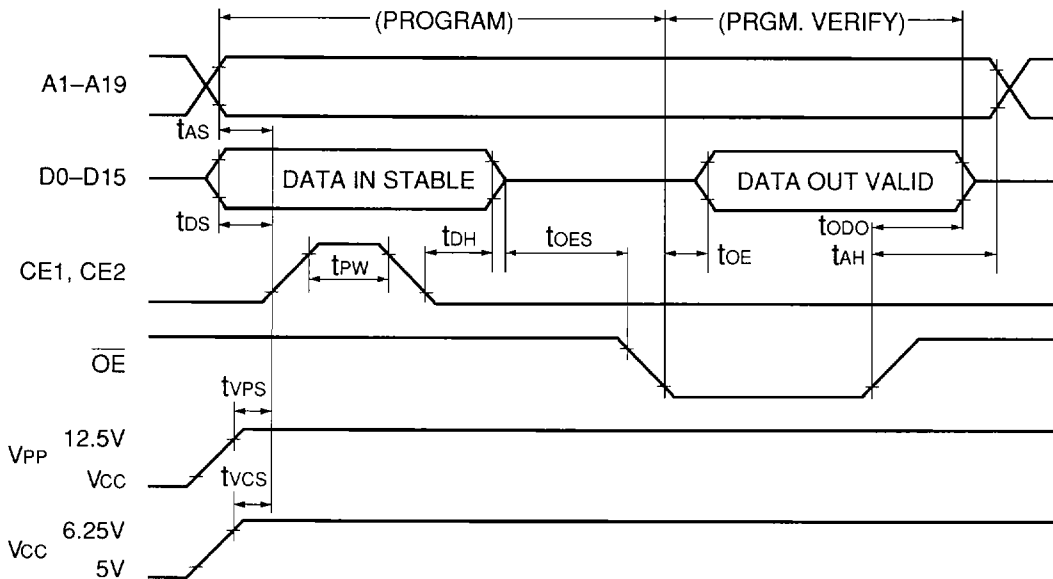 (PROGRAM) (PRGM. VERIFY)
A1–A19
tAS
D0–D15 DATA IN STABLE DATA OUT VALID
tDS tDH tOES tOE tODO
tAH
CE1, CE2 tPW
OE
tVPS
VPP 12.5V
VCC
tVCS
VCC 6.25V
5V